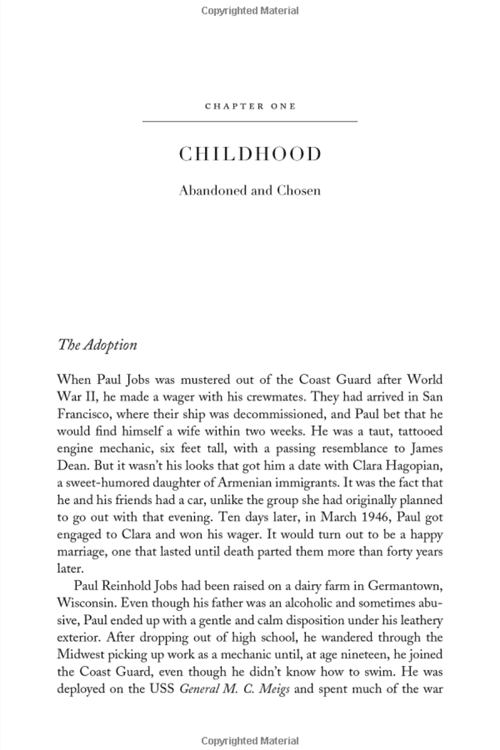 Copyrighted Material
CHAPTER ONE
CHILDHOOD
Abandoned and Chosen
The Adoption
When Paul Jobs was mustered out of the Coast Guard after World
War II, he made a wager with his crewmates. They had arrived in San
Francisco, where their ship was decommissioned, and Paul bet that he
would find himself a wife within two weeks. He was a taut, tattooed
engine mechanic, six feet tall, with a passing resemblance to James
Dean. But it wasn't his looks that got him a date with Clara Hagopian,
a sweet-humored daughter of Armenian immigrants. It was the fact that
he and his friends had a car, unlike the group she had originally planned
to go out with that evening. Ten days later, in March 1946, Paul got
engaged to Clara and won his wager. It would turn out to be a happy
marriage, one that lasted until death parted them more than forty years
later.
Paul Reinhold Jobs had been raised on a dairy farm in Germantown,
Wisconsin. Even though his father was an alcoholic and sometimes abu-
sive, Paul ended up with a gentle and calm disposition under his leathery
exterior. After dropping out of high school, he wandered through the
Midwest picking up work as a mechanic until, at age nineteen, he joined
the Coast Guard, even though he didn't know how to swim. He was
deployed on the USS General M. C. Meigs and spent much of the war
Copyrighted Material